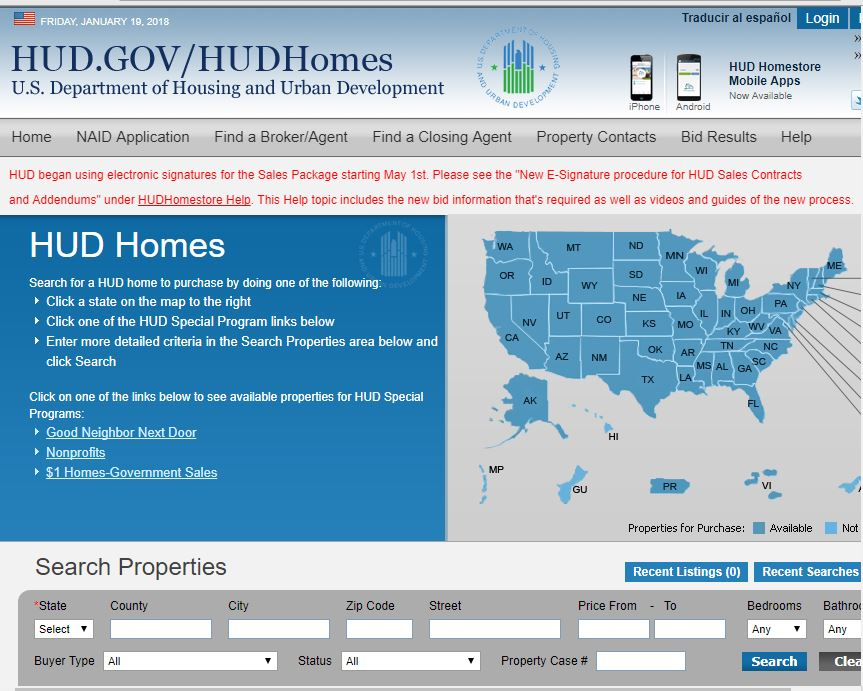 FRIDAY, JANUARY 19, 2018
Traducir al español
Login
HUD.GOV/HUDHomes
U.S. Department of Housing and Urban Development
U.S. DEPARTMENT OF HOUSING AND URBAN DEVELOPMENT
HUD Homestore
Mobile Apps
Now Available
iPhone
Android
»
»
Home
NAID Application
Find a Broker/Agent
Find a Closing Agent
Property Contacts
Bid Results
Help
HUD began using electronic signatures for the Sales Package starting May 1st. Please see the "New E-Signature procedure for HUD Sales Contracts
and Addendums" under HUDHomestore Help. This Help topic includes the new bid information that's required as well as videos and guides of the new process.
HUD Homes
Search for a HUD home to purchase by doing one of the following:
Click a state on the map to the right
Click one of the HUD Special Program links below
Enter more detailed criteria in the Search Properties area below and
click Search
Click on one of the links below to see available properties for HUD Special
Programs:
Good Neighbor Next Door
Nonprofits
$1 Homes-Government Sales
WA
MT
ND
MN
ME
OR
ID
SD
WI
MI
NY
WY
NE
IA
PA
NV
UT
CO
KS
MO
IL
IN
OH
KY
WV
VA
CA
AZ
NM
OK
AR
TN
NC
SC
TX
LA
MS
AL
GA
FL
AK
HI
MP
GU
PR
VI
Properties for Purchase:
Available
Not
Search Properties
Recent Listings (0)
Recent Searches
*State
County
City
Zip Code
Street
Price From - To
Bedrooms
Bathro
Select
Any
Any
Buyer Type
All
Status
All
Property Case #
Search
Clea